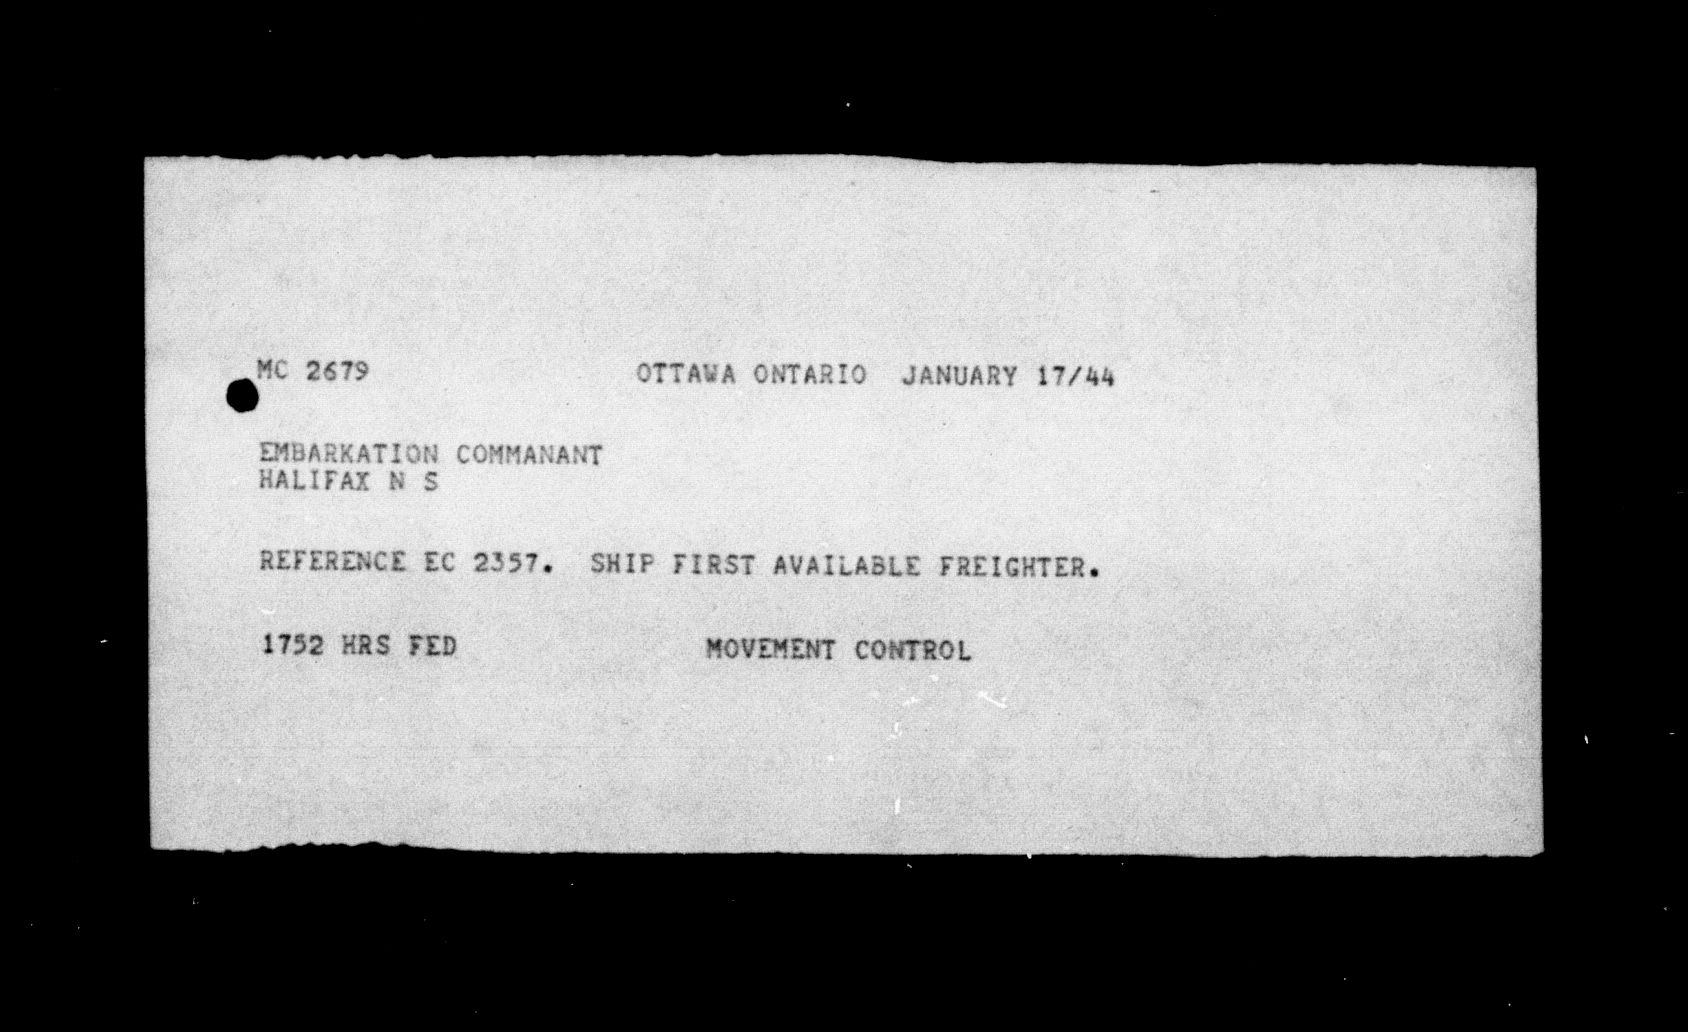 MC 2679 OTTAWA ONTARIO JANUARY 17/44
EMBARKATION COMMANANT
HALIFAX N S
REFERENCE EC 2357. SHIP FIRST AVAILABLE FREIGHTER.
1752 HRS FED MOVEMENT CONTROL